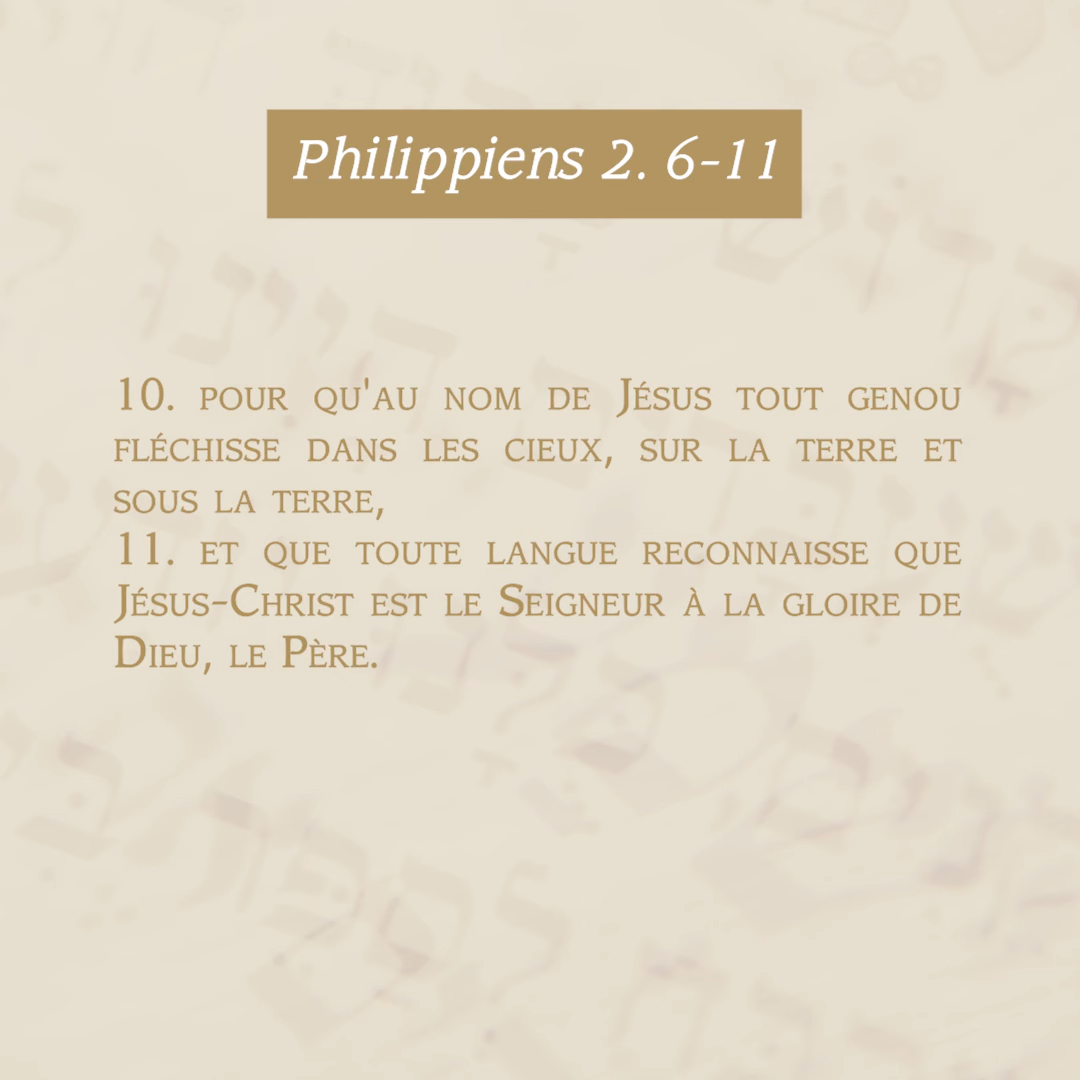 Philippiens 2. 6-11
10. pour qu'au nom de Jésus tout genou
fléchisse dans les cieux, sur la terre et
sous la terre,
11. et que toute langue reconnaisse que
Jésus-Christ est le Seigneur à la gloire de
Dieu, le Père.